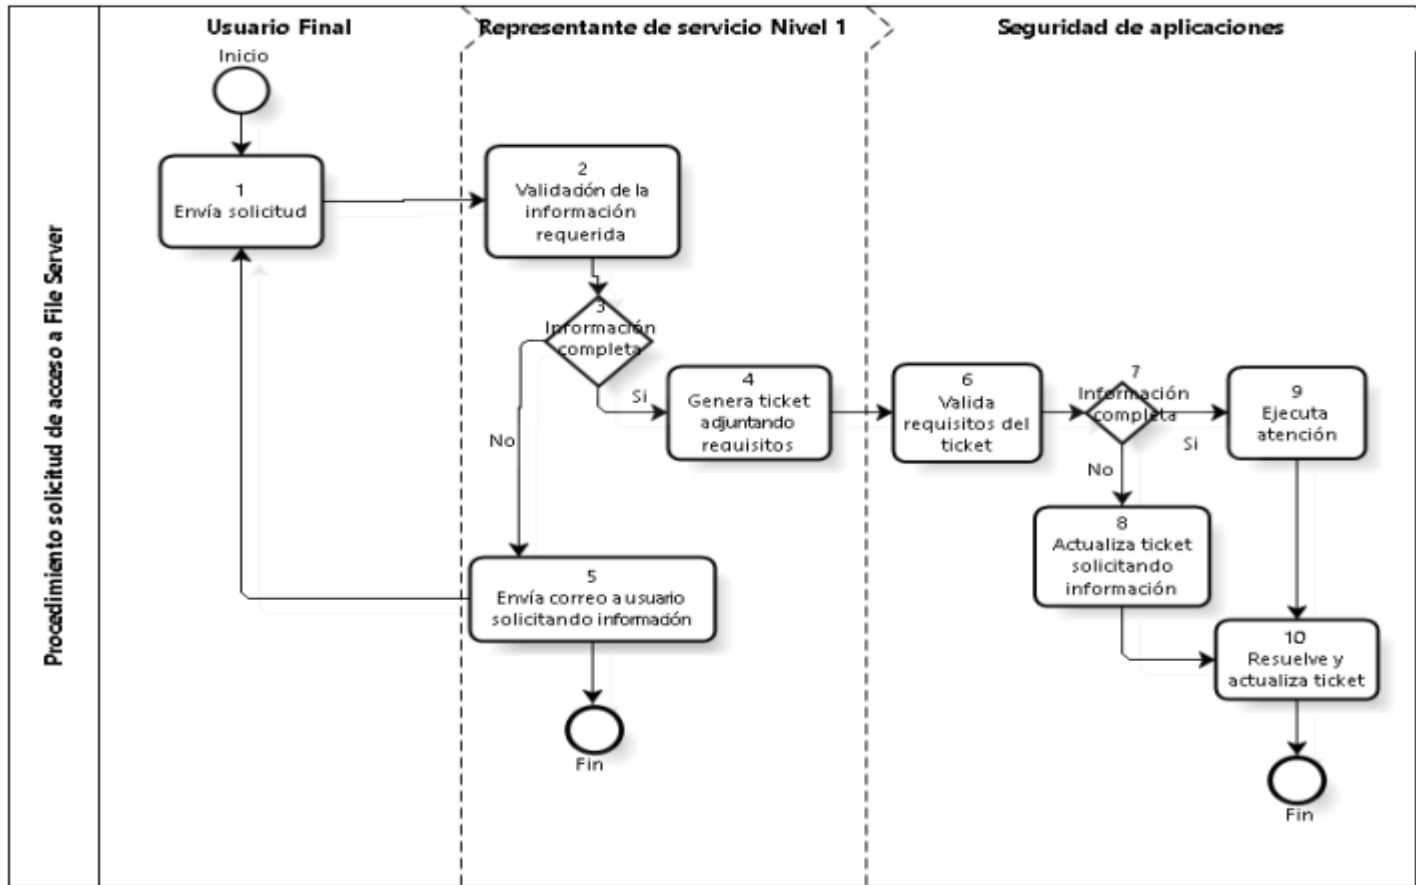 Procedimiento solicitud de acceso a File Server
Usuario Final
Representante de servicio Nivel 1
Seguridad de aplicaciones
Inicio
1
Envía solicitud
2
Validación de la
información
requerida
3
Información
completa
Si
No
4
Genera ticket
adjuntando
requisitos
5
Envía correo a usuario
solicitando información
Fin
6
Valida
requisitos del
ticket
7
Información
completa
Si
No
8
Actualiza ticket
solicitando
información
9
Ejecuta
atención
10
Resuelve y
actualiza ticket
Fin